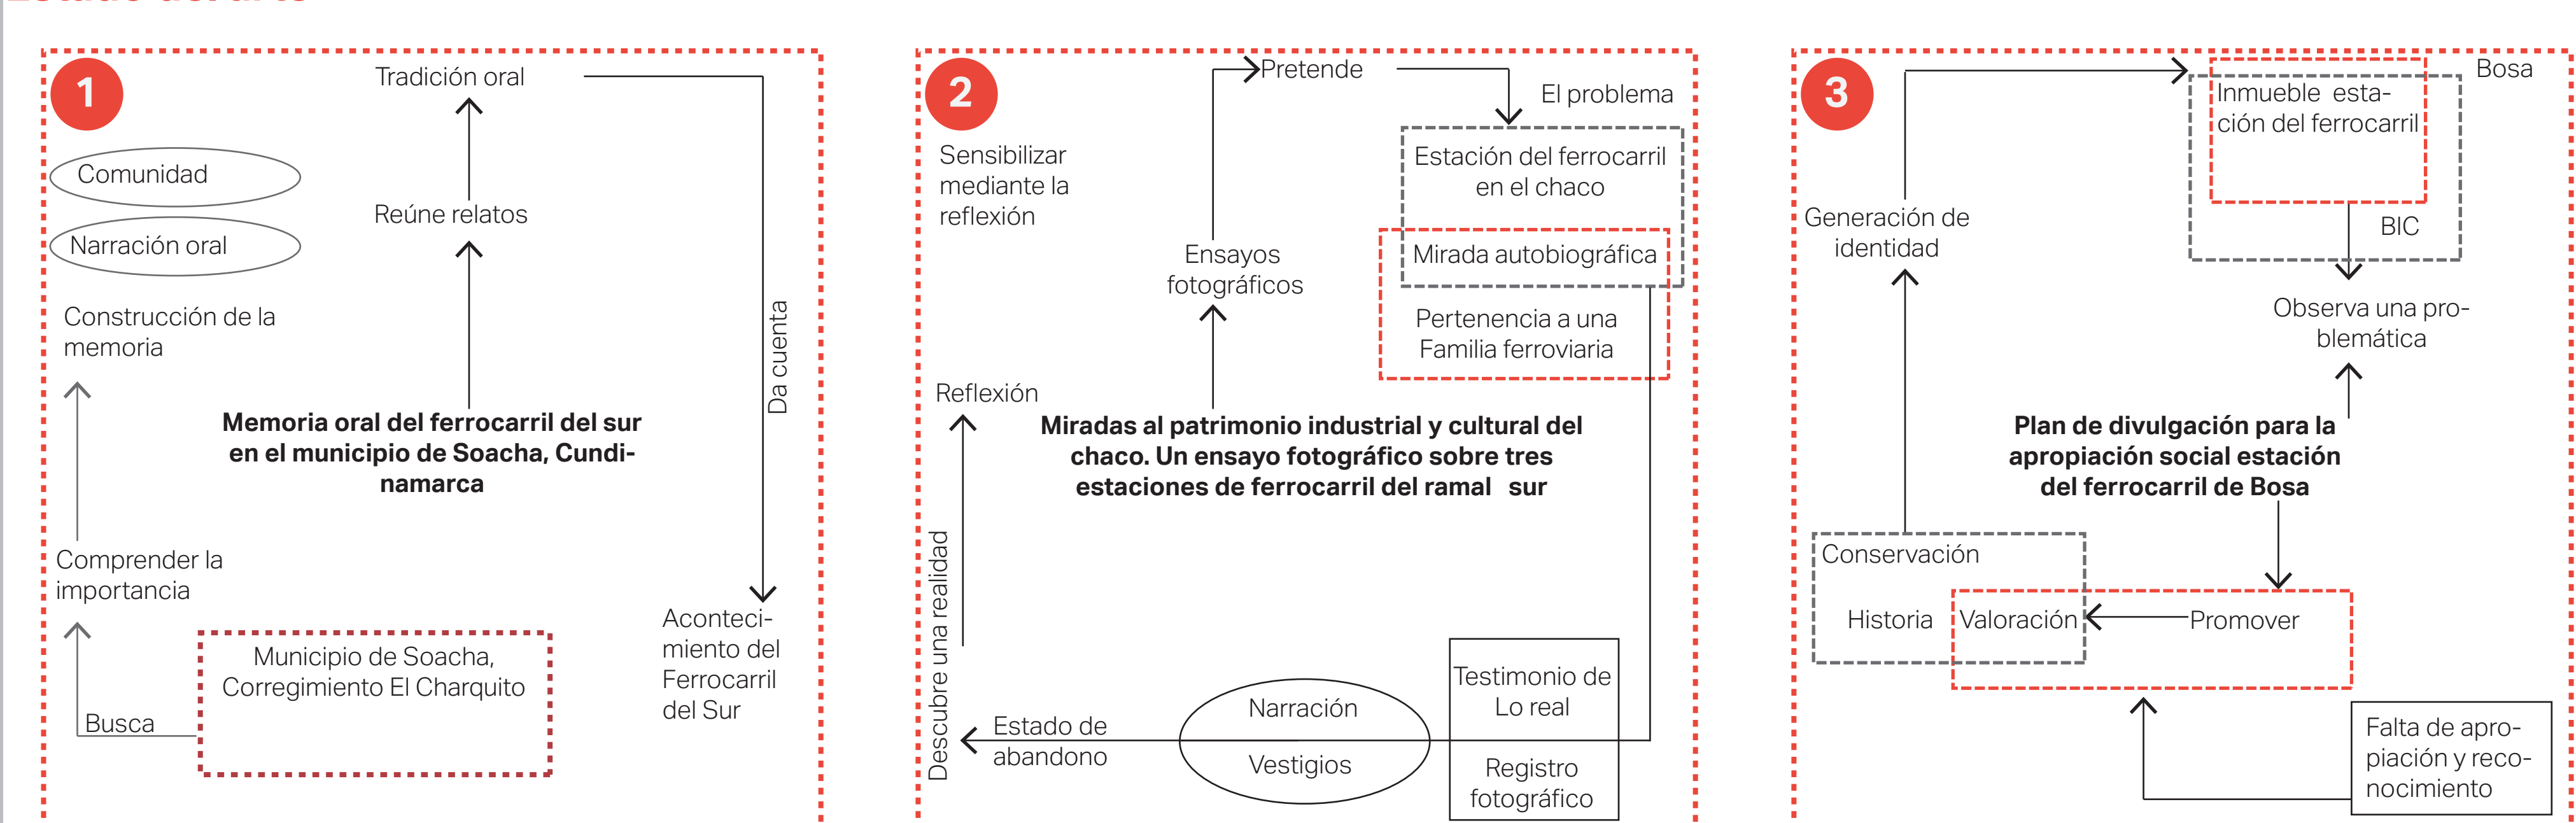 1
Tradición oral
Comunidad
Narración oral
Reúne relatos
Construcción de la
memoria
Da cuenta
Memoria oral del ferrocarril del sur
en el municipio de Soacha, Cundi-
namarca
Comprender la
importancia
Busca
Municipio de Soacha,
Corregimiento El Charquito
Aconteci-
miento del
Ferrocarril
del Sur
2
Pretende
El problema
Sensibilizar
mediante la
reflexión
Estación del ferrocarril
en el chaco
Mirada autobiográfica
Pertenencia a una
Familia ferroviaria
Ensayos
fotográficos
Reflexión
Miradas al patrimonio industrial y cultural del
chaco. Un ensayo fotográfico sobre tres
estaciones de ferrocarril del ramal sur
Descubre una realidad
Estado de
abandono
Narración
Vestigios
Testimonio de
Lo real
Registro
fotográfico
3
Bosa
Inmueble esta-
ción del ferrocarril
BIC
Generación de
identidad
Observa una pro-
blemática
Plan de divulgación para la
apropiación social estación
del ferrocarril de Bosa
Conservación
Historia
Valoración
Promover
Falta de apro-
piación y reco-
nocimiento